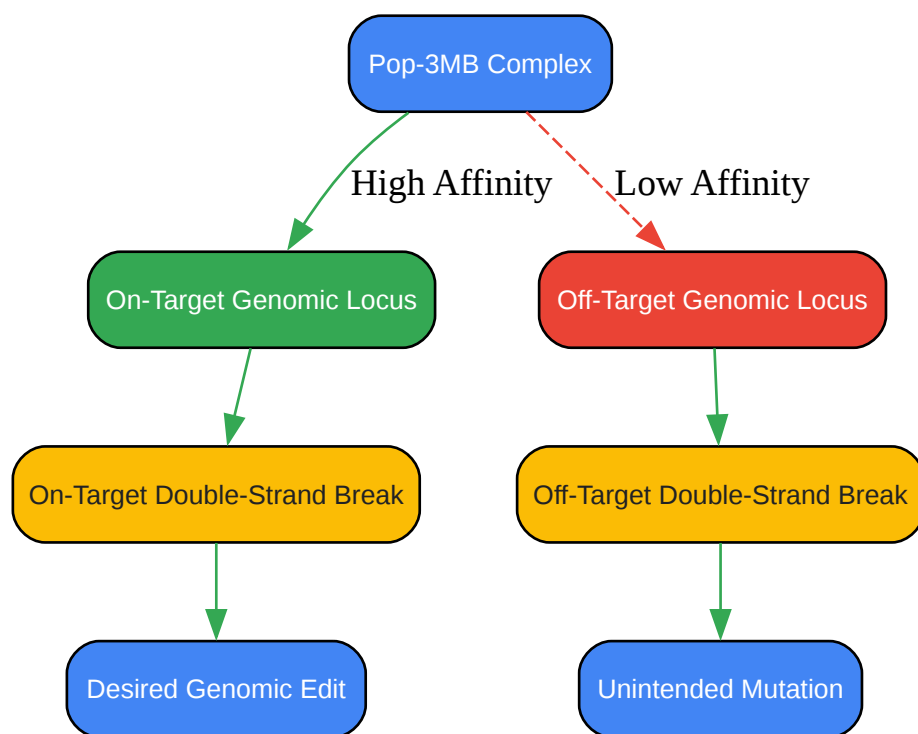 Pop-3MB Complex
High Affinity
Low Affinity
On-Target Genomic Locus
Off-Target Genomic Locus
On-Target Double-Strand Break
Off-Target Double-Strand Break
Desired Genomic Edit
Unintended Mutation